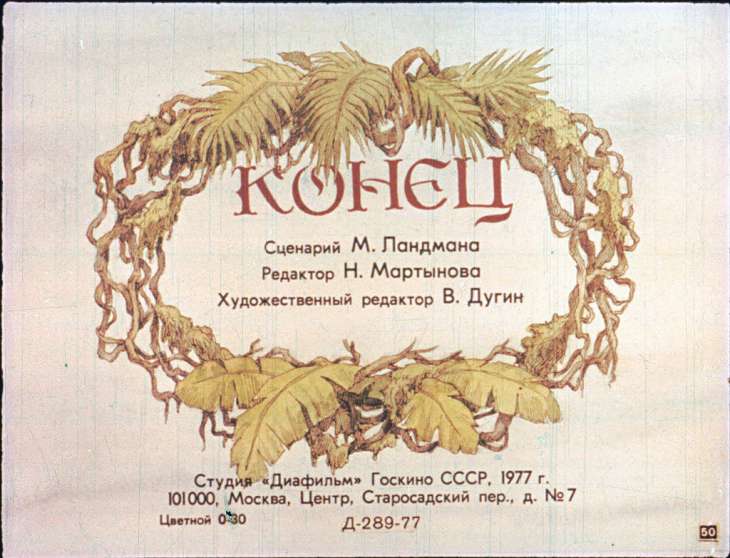 КОНЕЦ
Сценарий М. Ландмана
Редактор Н. Мартынова
Художественный редактор В. Дугин
Студия «Диафильм» Госкино СССР, 1977 г.
101000, Москва, Центр, Старосадский пер., д. №7
Цветной 0-30
Д-289-77
50